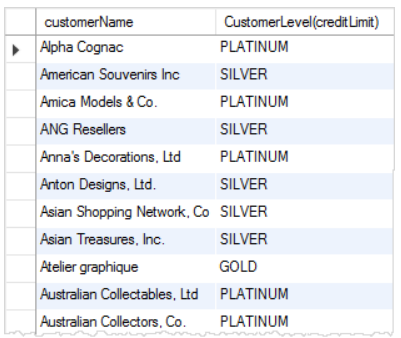 customerName CustomerLevel(creditLimit)
Alpha Cognac PLATINUM
American Souvenirs Inc SILVER
Amica Models & Co. PLATINUM
ANG Resellers SILVER
Anna's Decorations, Ltd PLATINUM
Anton Designs, Ltd. SILVER
Asian Shopping Network, Co SILVER
Asian Treasures, Inc. SILVER
Atelier graphique GOLD
Australian Collectables, Ltd PLATINUM
Australian Collectors, Co. PLATINUM